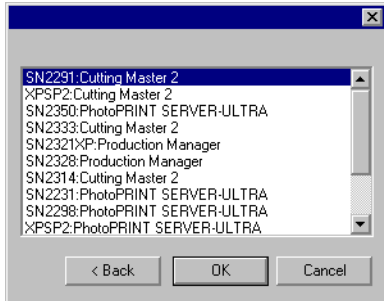 SN2291:Cutting Master 2
XPSP2:Cutting Master 2
SN2350:PhotoPRINT SERVER-ULTRA
SN2333:Cutting Master 2
SN2321XP:Production Manager
SN2328:Production Manager
SN2314:Cutting Master 2
SN2231:PhotoPRINT SERVER-ULTRA
SN2298:PhotoPRINT SERVER-ULTRA
XPSP2:PhotoPRINT SERVER-ULTRA
< Back OK Cancel